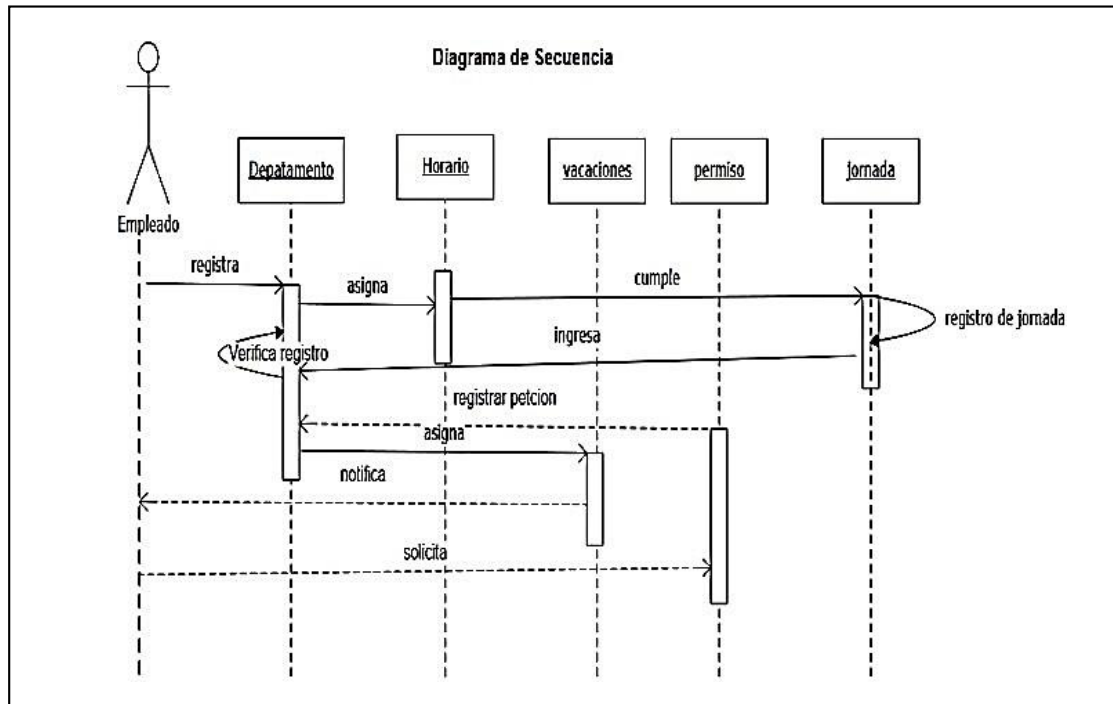 Diagrama de Secuencia
Empleado
Depatamento
Horario
vacaciones
permiso
jornada
registra
asigna
cumple
registro de jornada
ingresa
Verifica registro
registrar petcion
asigna
notifica
solicita